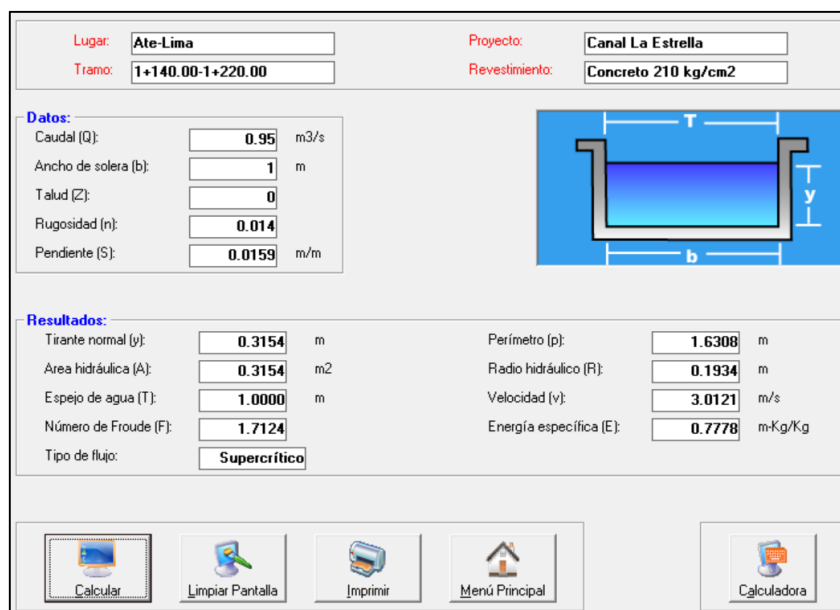 Lugar: Ate-Lima Proyecto: Canal La Estrella
Tramo: 1+140.00-1+220.00 Revestimiento: Concreto 210 kg/cm2
Datos:
Caudal (Q): 0.95 m3/s
Ancho de solera (b): 1 m
Talud (Z): 0
Rugosidad (n): 0.014
Pendiente (S): 0.0159 m/m
T
y
b
Resultados:
Tirante normal (y): 0.3154 m Perímetro (p): 1.6308 m
Area hidráulica (A): 0.3154 m2 Radio hidráulico (R): 0.1934 m
Espejo de agua (T): 1.0000 m Velocidad (v): 3.0121 m/s
Número de Froude (F): 1.7124 Energía específica (E): 0.7778 m-Kg/Kg
Tipo de flujo: Supercrítico
Calcular Limpiar Pantalla Imprimir Menú Principal Calculadora